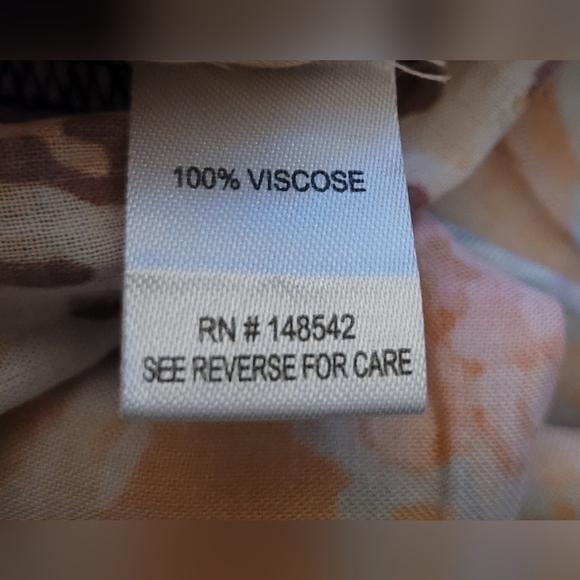 100% VISCOSE
RN # 148542
SEE REVERSE FOR CARE